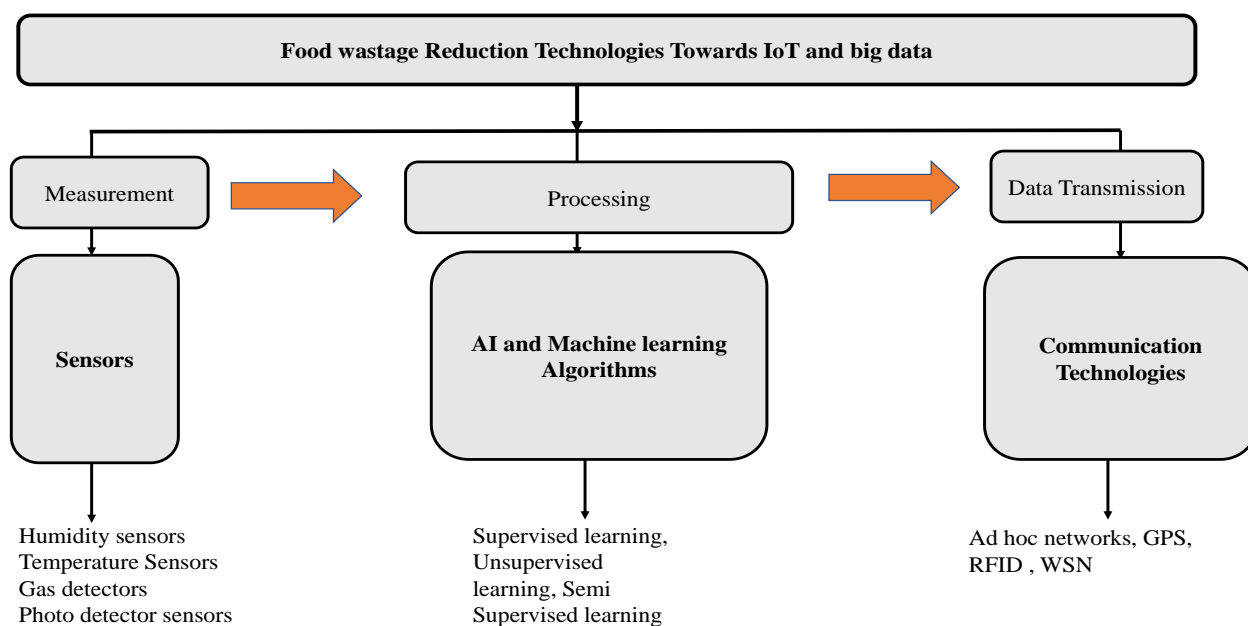 Food wastage Reduction Technologies Towards IoT and big data
Measurement
Processing
Data Transmission
Sensors
AI and Machine learning
Algorithms
Communication
Technologies
Humidity sensors
Temperature Sensors
Gas detectors
Photo detector sensors
Supervised learning,
Unsupervised
learning, Semi
Supervised learning
Ad hoc networks, GPS,
RFID , WSN